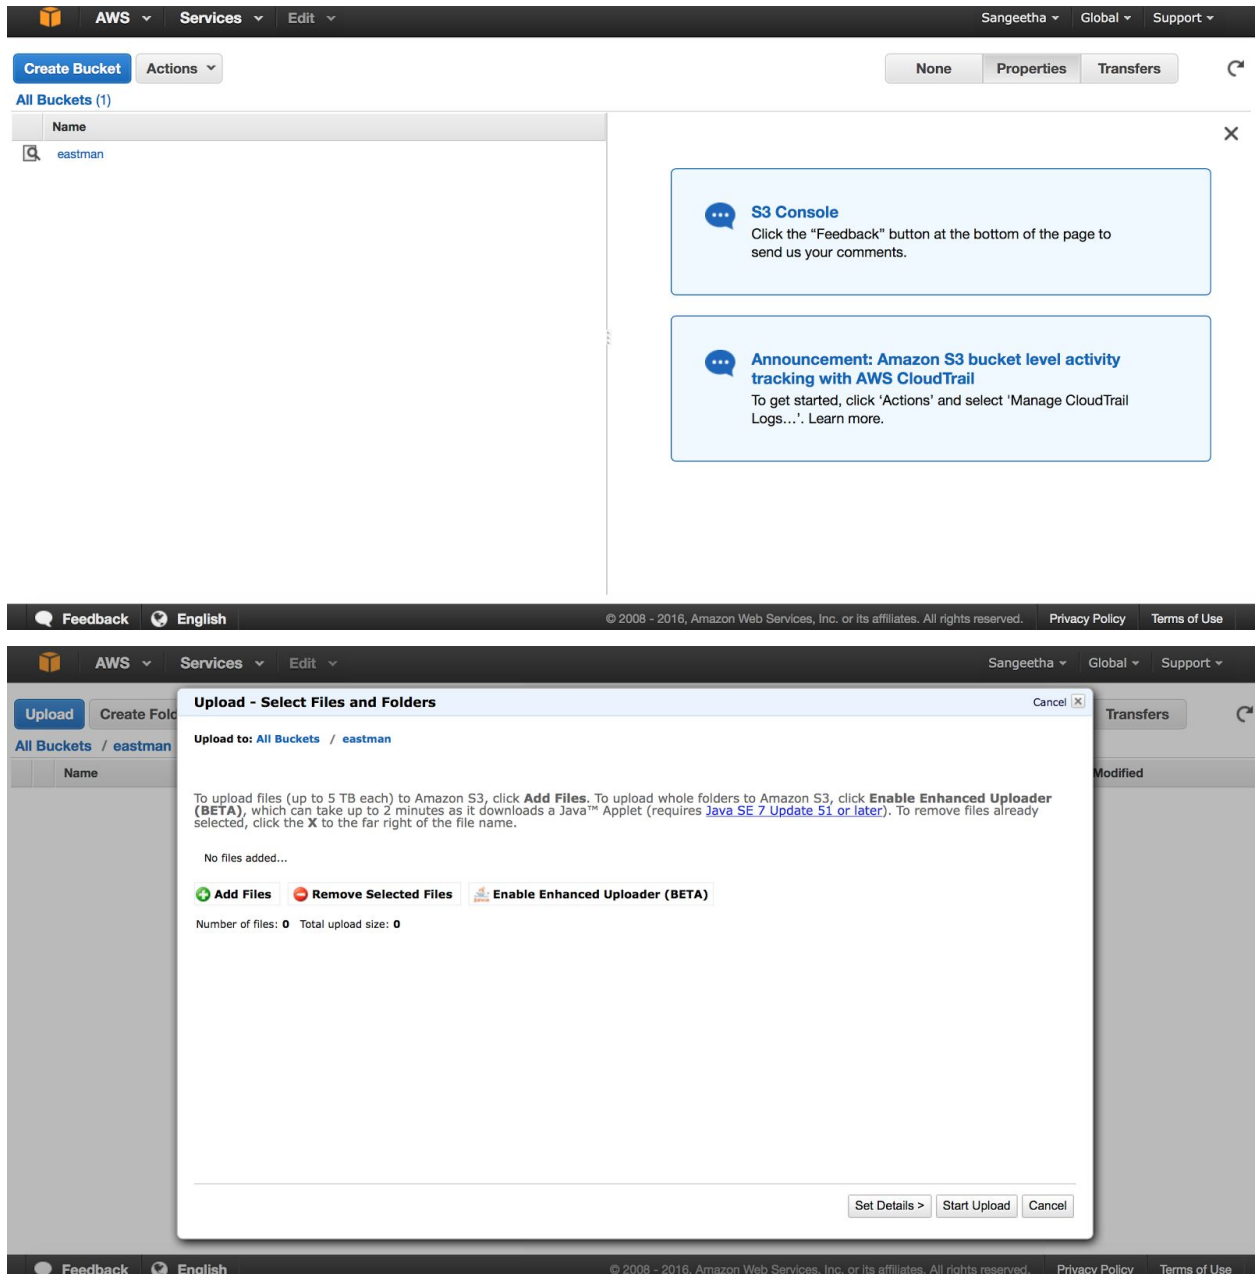 AWS Services Edit Sangeetha Global Support
Create Bucket Actions None Properties Transfers
All Buckets (1)
Name
eastman
S3 Console
Click the “Feedback” button at the bottom of the page to
send us your comments.
Announcement: Amazon S3 bucket level activity
tracking with AWS CloudTrail
To get started, click ‘Actions’ and select 'Manage CloudTrail
Logs…’. Learn more.
Feedback English © 2008 - 2016, Amazon Web Services, Inc. or its affiliates. All rights reserved. Privacy Policy Terms of Use
AWS Services Edit Sangeetha Global Support
Upload - Select Files and Folders Cancel
Upload Create Fold Transfers
Upload to: All Buckets / eastman
All Buckets / eastman
Name Modified
To upload files (up to 5 TB each) to Amazon S3, click Add Files. To upload whole folders to Amazon S3, click Enable Enhanced Uploader
(BETA), which can take up to 2 minutes as it downloads a Java™ Applet (requires Java SE 7 Update 51 or later). To remove files already
selected, click the X to the far right of the file name.
No files added...
Add Files Remove Selected Files Enable Enhanced Uploader (BETA)
Number of files: 0 Total upload size: 0
Set Details > Start Upload Cancel
Feedback English © 2008 - 2016, Amazon Web Services, Inc. or its affiliates. All rights reserved. Privacy Policy Terms of Use